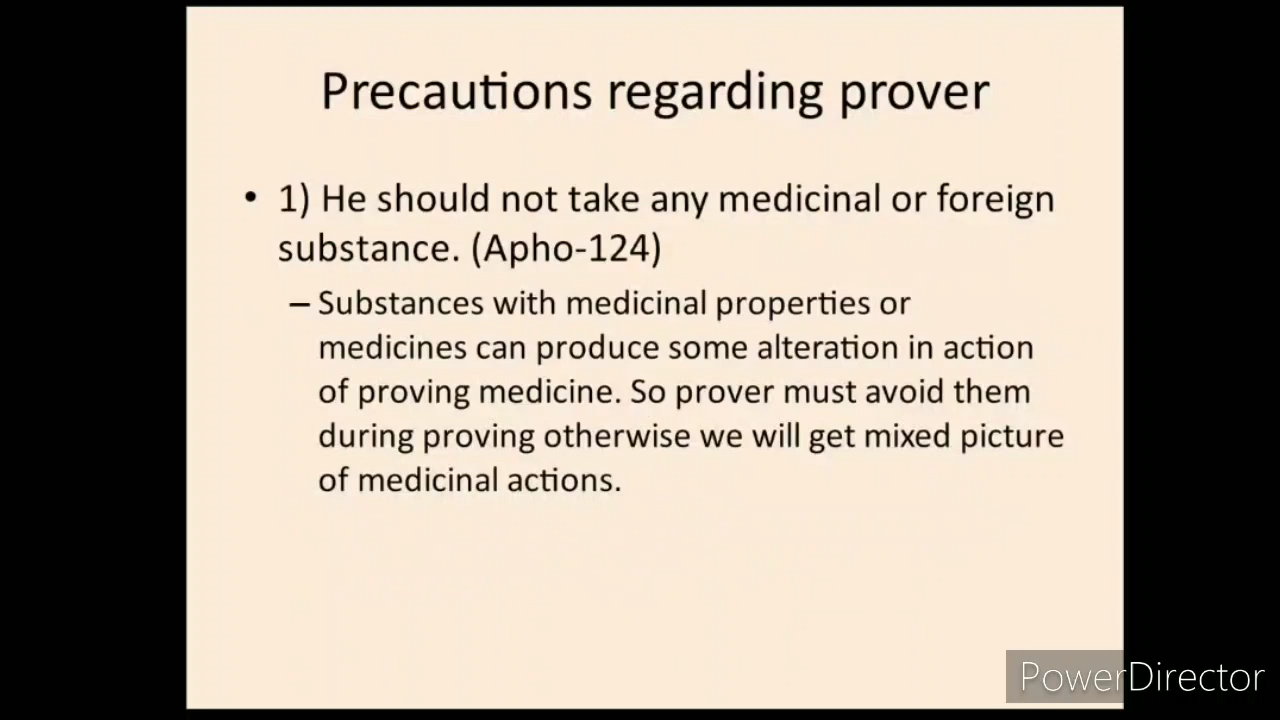 Precautions regarding prover
• 1) He should not take any medicinal or foreign
substance. (Apho-124)
– Substances with medicinal properties or
medicines can produce some alteration in action
of proving medicine. So prover must avoid them
during proving otherwise we will get mixed picture
of medicinal actions.
PowerDirector